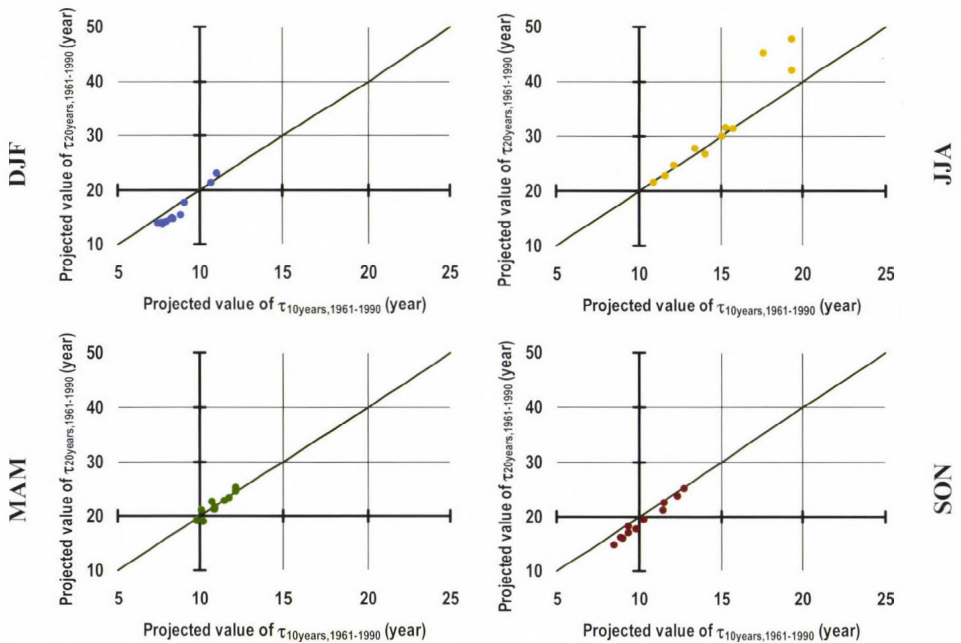 DJF
Projected value of τ20years,1961-1990 (year)
50
40
30
20
10
5 10 15 20 25
Projected value of τ10years,1961-1990 (year)
JJA
Projected value of τ20years,1961-1990 (year)
50
40
30
20
10
5 10 15 20 25
Projected value of τ10years,1961-1990 (year)
MAM
Projected value of τ20years,1961-1990 (year)
50
40
30
20
10
5 10 15 20 25
Projected value of τ10years,1961-1990 (year)
SON
Projected value of τ20years,1961-1990 (year)
50
40
30
20
10
5 10 15 20 25
Projected value of τ10years,1961-1990 (year)